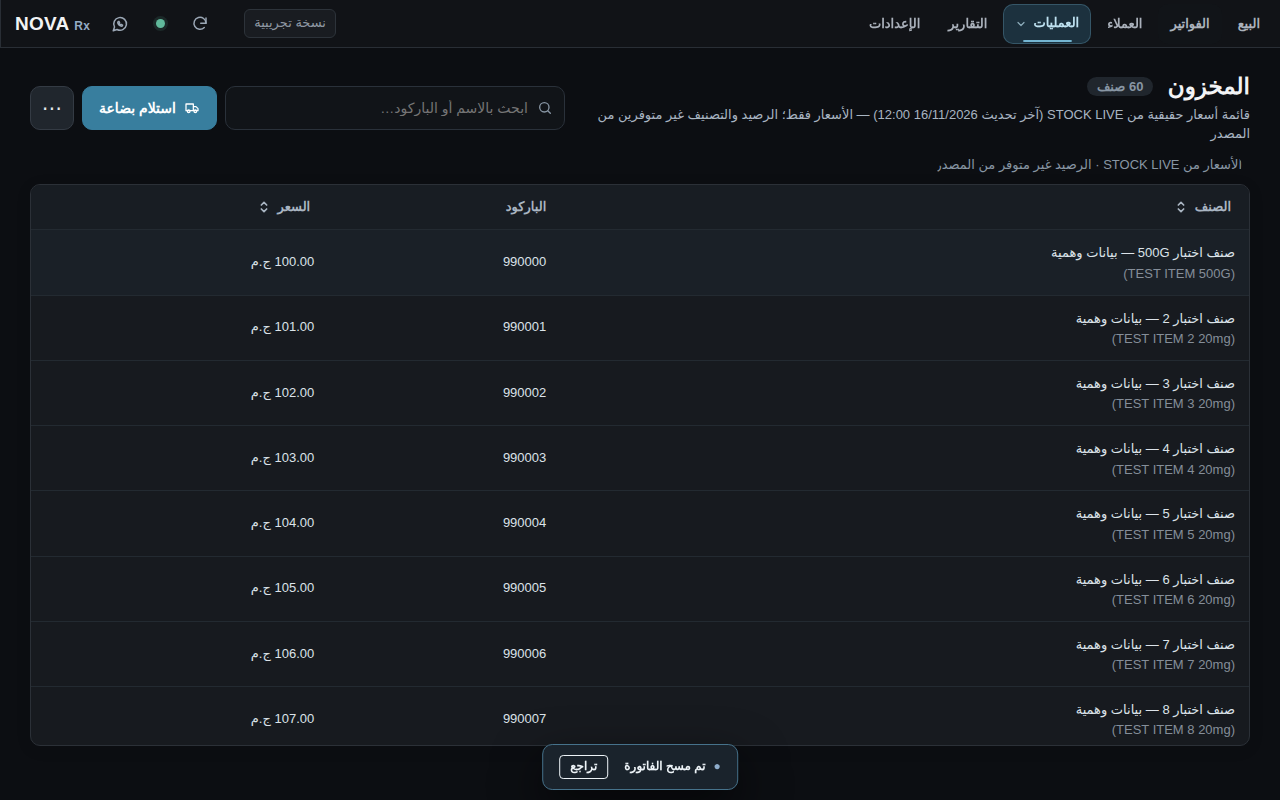 البيع
الفواتير
العملاء
العمليات
التقارير
الإعدادات
نسخة تجريبية
NOVA Rx
المخزون
60 صنف
قائمة أسعار حقيقية من STOCK LIVE (آخر تحديث 16/11/2026 12:00) — الأسعار فقط؛ الرصيد والتصنيف غير متوفرين من
المصدر
ابحث بالاسم أو الباركود…
استلام بضاعة
⋯
الأسعار من STOCK LIVE · الرصيد غير متوفر من المصدر
الصنف الباركود السعر
صنف اختبار 500G — بيانات وهمية 990000 100.00 ج.م
(TEST ITEM 500G)
صنف اختبار 2 — بيانات وهمية 990001 101.00 ج.م
(TEST ITEM 2 20mg)
صنف اختبار 3 — بيانات وهمية 990002 102.00 ج.م
(TEST ITEM 3 20mg)
صنف اختبار 4 — بيانات وهمية 990003 103.00 ج.م
(TEST ITEM 4 20mg)
صنف اختبار 5 — بيانات وهمية 990004 104.00 ج.م
(TEST ITEM 5 20mg)
صنف اختبار 6 — بيانات وهمية 990005 105.00 ج.م
(TEST ITEM 6 20mg)
صنف اختبار 7 — بيانات وهمية 990006 106.00 ج.م
(TEST ITEM 7 20mg)
صنف اختبار 8 — بيانات وهمية 990007 107.00 ج.م
(TEST ITEM 8 20mg)
تم مسح الفاتورة
تراجع